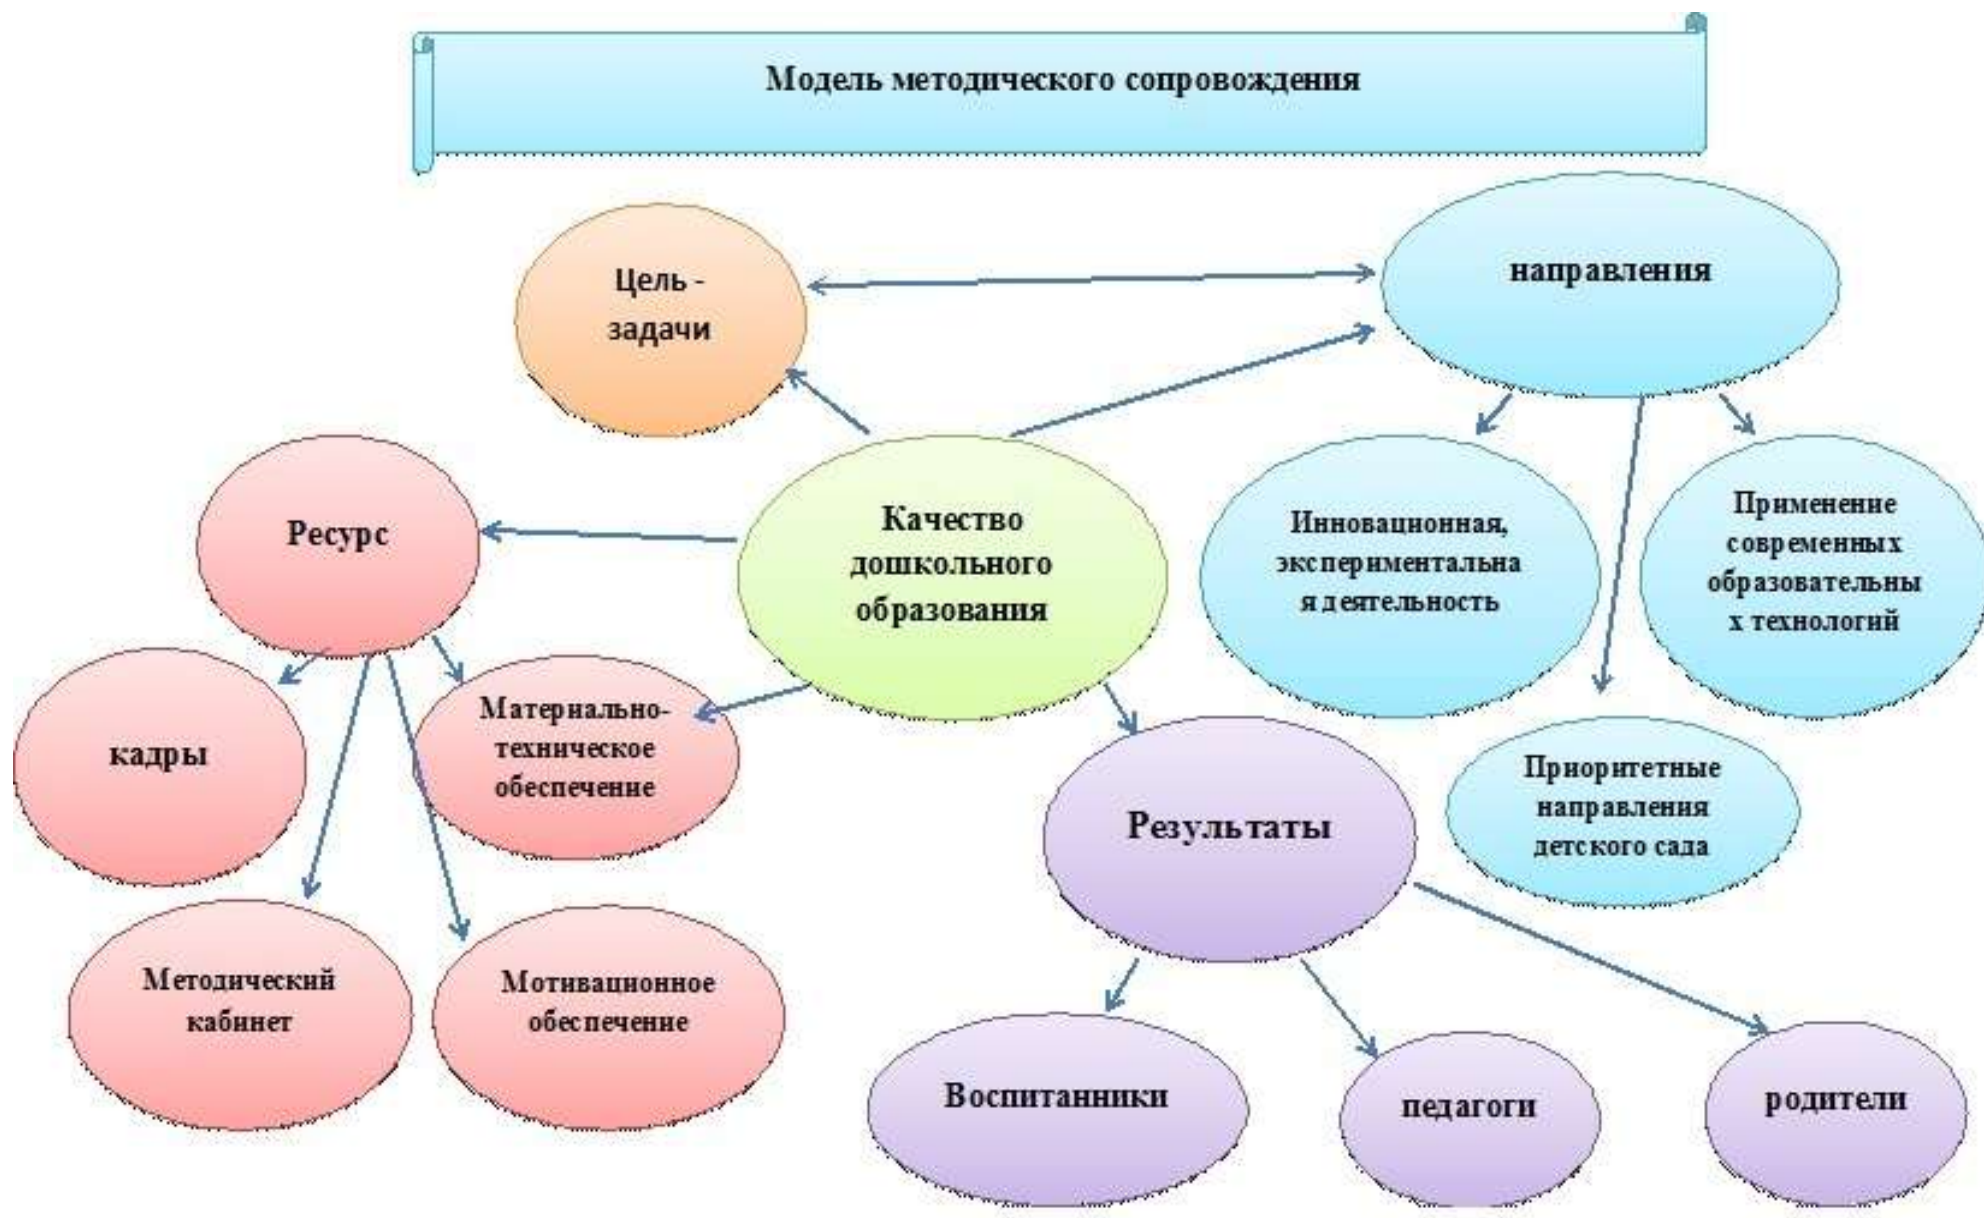 Модель методического сопровождения
Цель -
задачи
направления
Ресурс
Качество
дошкольного
образования
Инновационная,
экспериментальна
я деятельность
Применение
современных
образовательны
х технологий
кадры
Материально-
техническое
обеспечение
Результаты
Приоритетные
направления
детского сада
Методический
кабинет
Мотивационное
обеспечение
Воспитанники
педагоги
родители